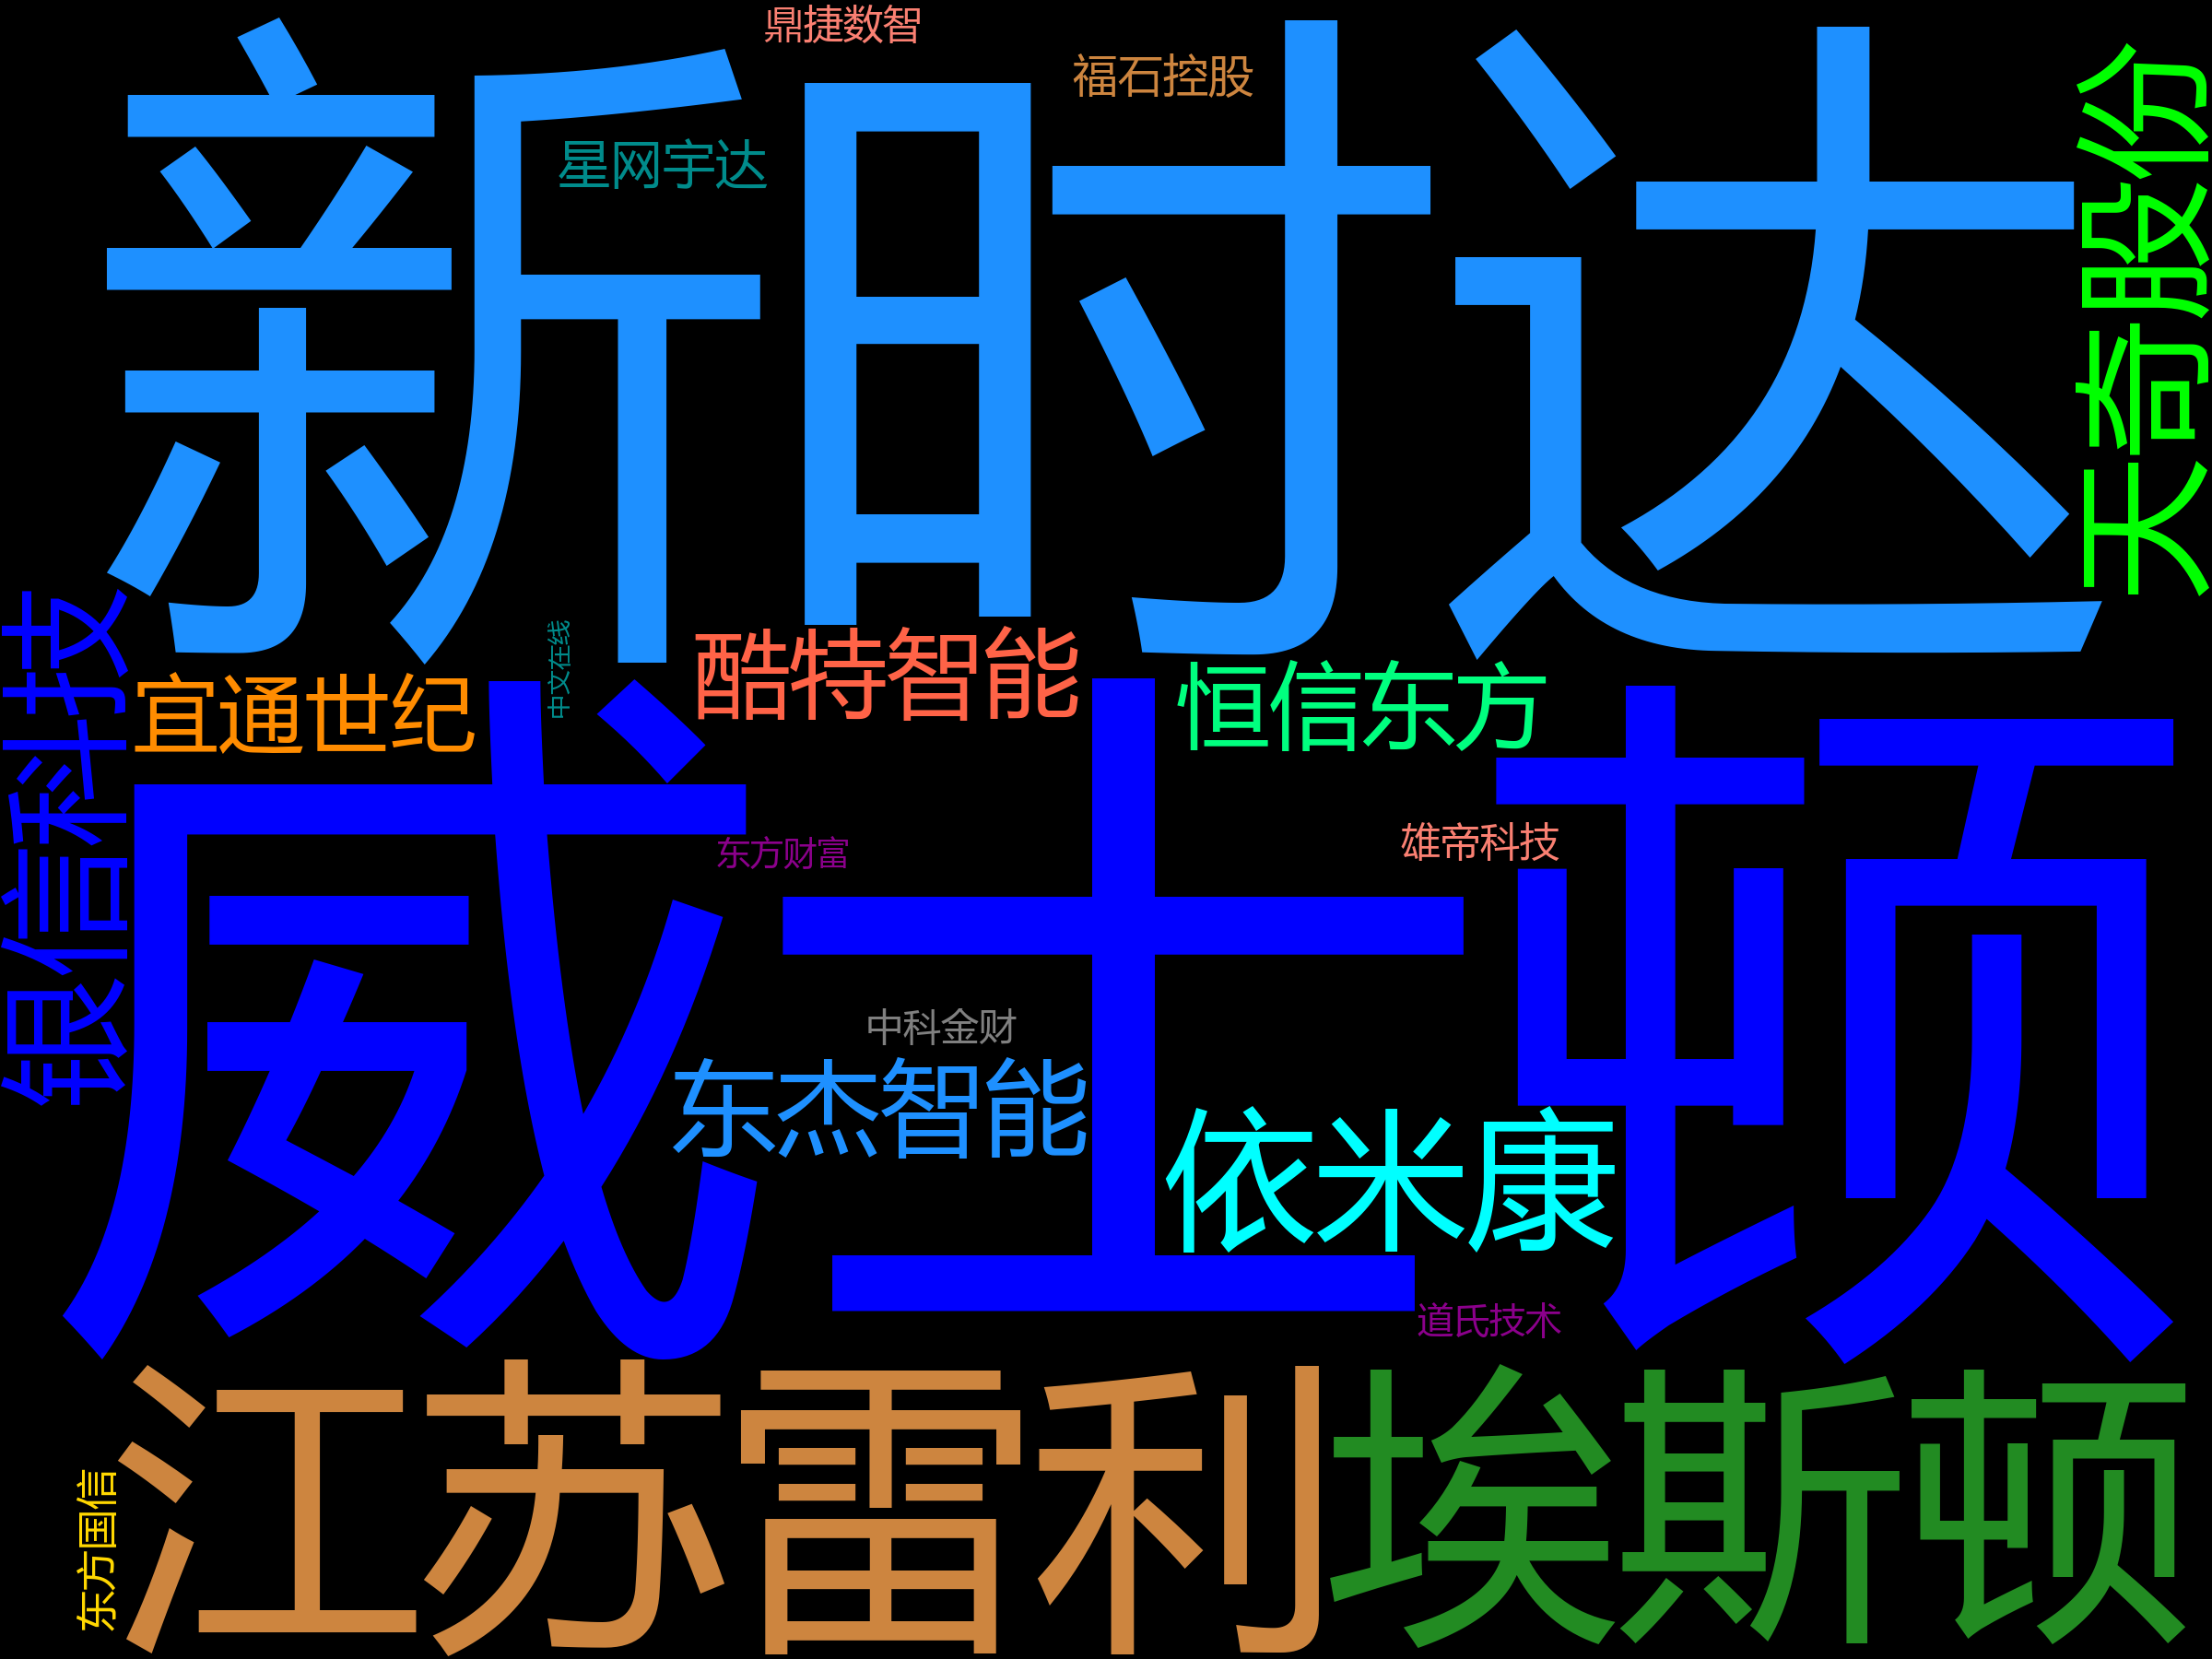 鼎捷数智
福石控股
星网宇达
新时达
天奇股份
银信科技
直通世纪
中文在线
酷特智能
恒信东方
威士顿
东方财富
雄帝科技
中科金财
东杰智能
依米康
道氏技术
江苏雷利
埃斯顿
东方国信